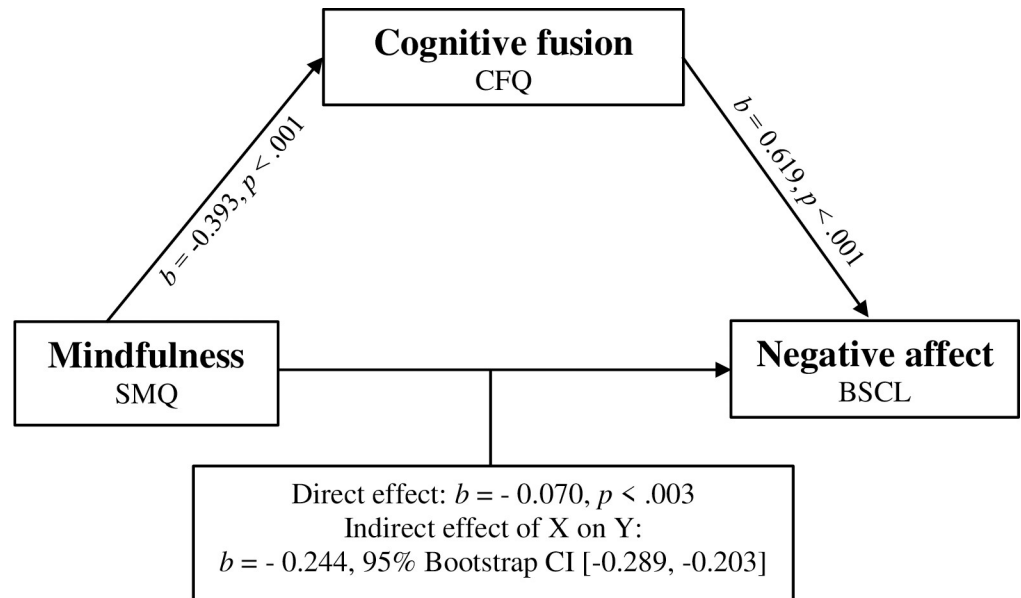 Cognitive fusion
CFQ
b = -0.393, p < .001
b = 0.619, p < .001
Mindfulness
SMQ
Negative affect
BSCL
Direct effect: b = - 0.070, p < .003
Indirect effect of X on Y:
b = - 0.244, 95% Bootstrap CI [-0.289, -0.203]